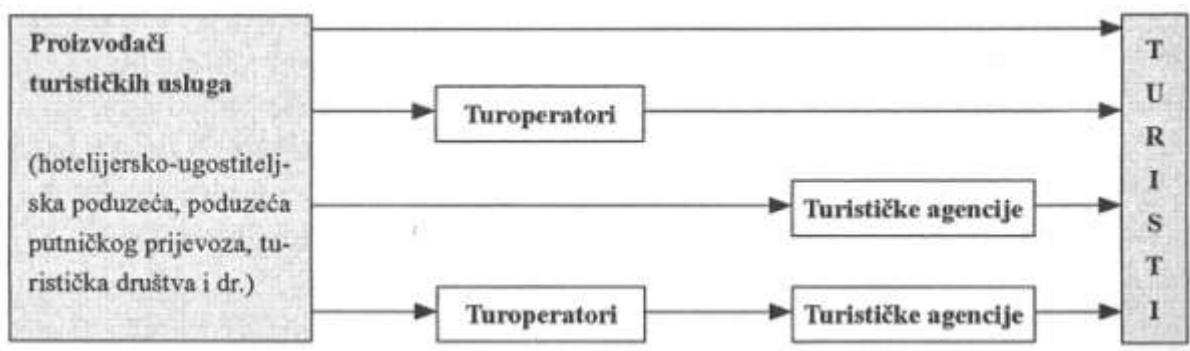 Proizvođači
turističkih usluga
(hotelijersko-ugostitelj-
ska poduzeća, poduzeća
putničkog prijevoza, tu-
ristička društva i dr.)
Turoperatori
Turističke agencije
Turoperatori
Turističke agencije
T
U
R
I
S
T
I